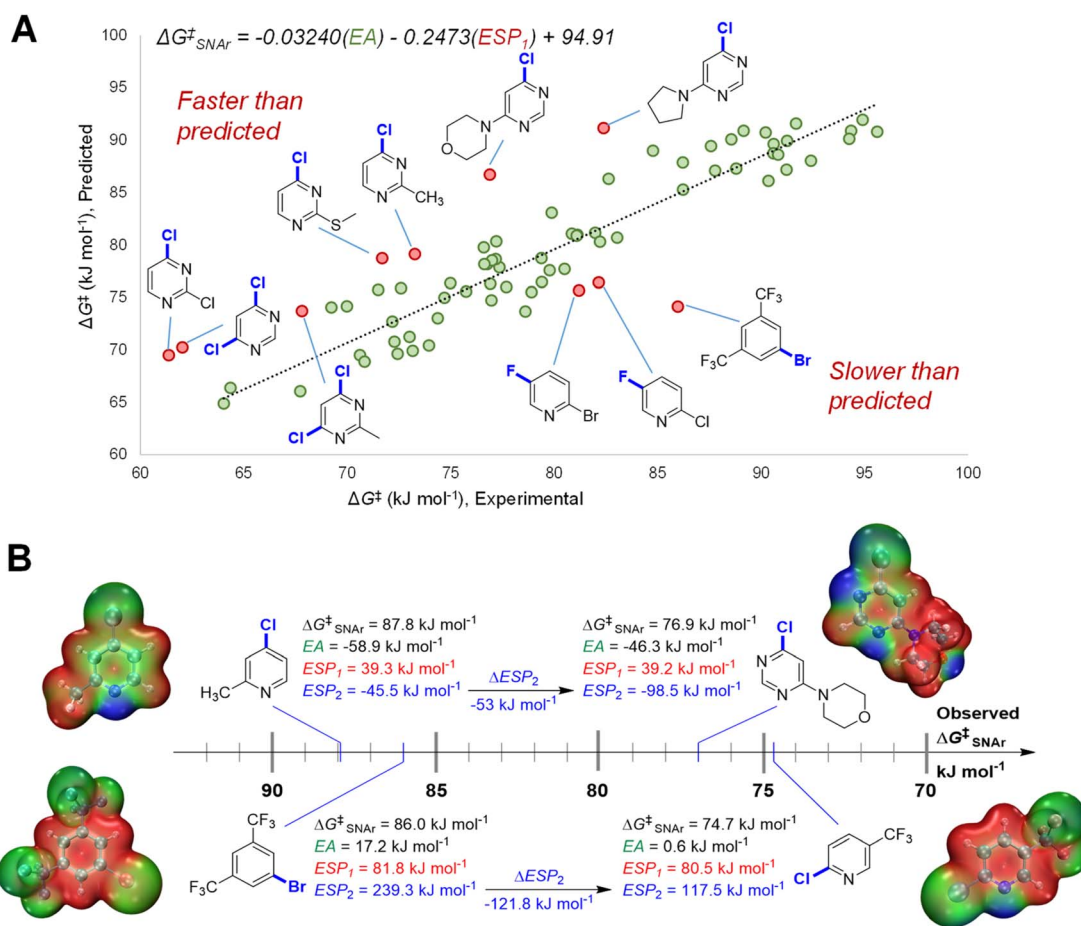 A
ΔG‡SNAr = -0.03240(EA) - 0.2473(ESP1) + 94.91
Faster than
predicted
Slower than
predicted
ΔG‡ (kJ mol-1), Predicted
100
95
90
85
80
75
70
65
60
60 65 70 75 80 85 90 95 100
ΔG‡ (kJ mol-1), Experimental
Cl
N
N
Cl
Cl
Cl
N
N
Cl
N
N
S
Cl
N
N
CH3
Cl
N
N
N
O
Cl
N
N
N
Cl
Cl
N
N
F
N
Br
F
N
Cl
CF3
F3C
Br
B
Cl
H3C
N
ΔG‡SNAr = 87.8 kJ mol-1
EA = -58.9 kJ mol-1
ESP1 = 39.3 kJ mol-1
ESP2 = -45.5 kJ mol-1
ΔESP2
-53 kJ mol-1
ΔG‡SNAr = 76.9 kJ mol-1
EA = -46.3 kJ mol-1
ESP1 = 39.2 kJ mol-1
ESP2 = -98.5 kJ mol-1
Cl
N
N
N
O
Observed
ΔG‡SNAr
kJ mol-1
90 85 80 75 70
CF3
F3C
Br
ΔG‡SNAr = 86.0 kJ mol-1
EA = 17.2 kJ mol-1
ESP1 = 81.8 kJ mol-1
ESP2 = 239.3 kJ mol-1
ΔESP2
-121.8 kJ mol-1
ΔG‡SNAr = 74.7 kJ mol-1
EA = 0.6 kJ mol-1
ESP1 = 80.5 kJ mol-1
ESP2 = 117.5 kJ mol-1
CF3
Cl
N